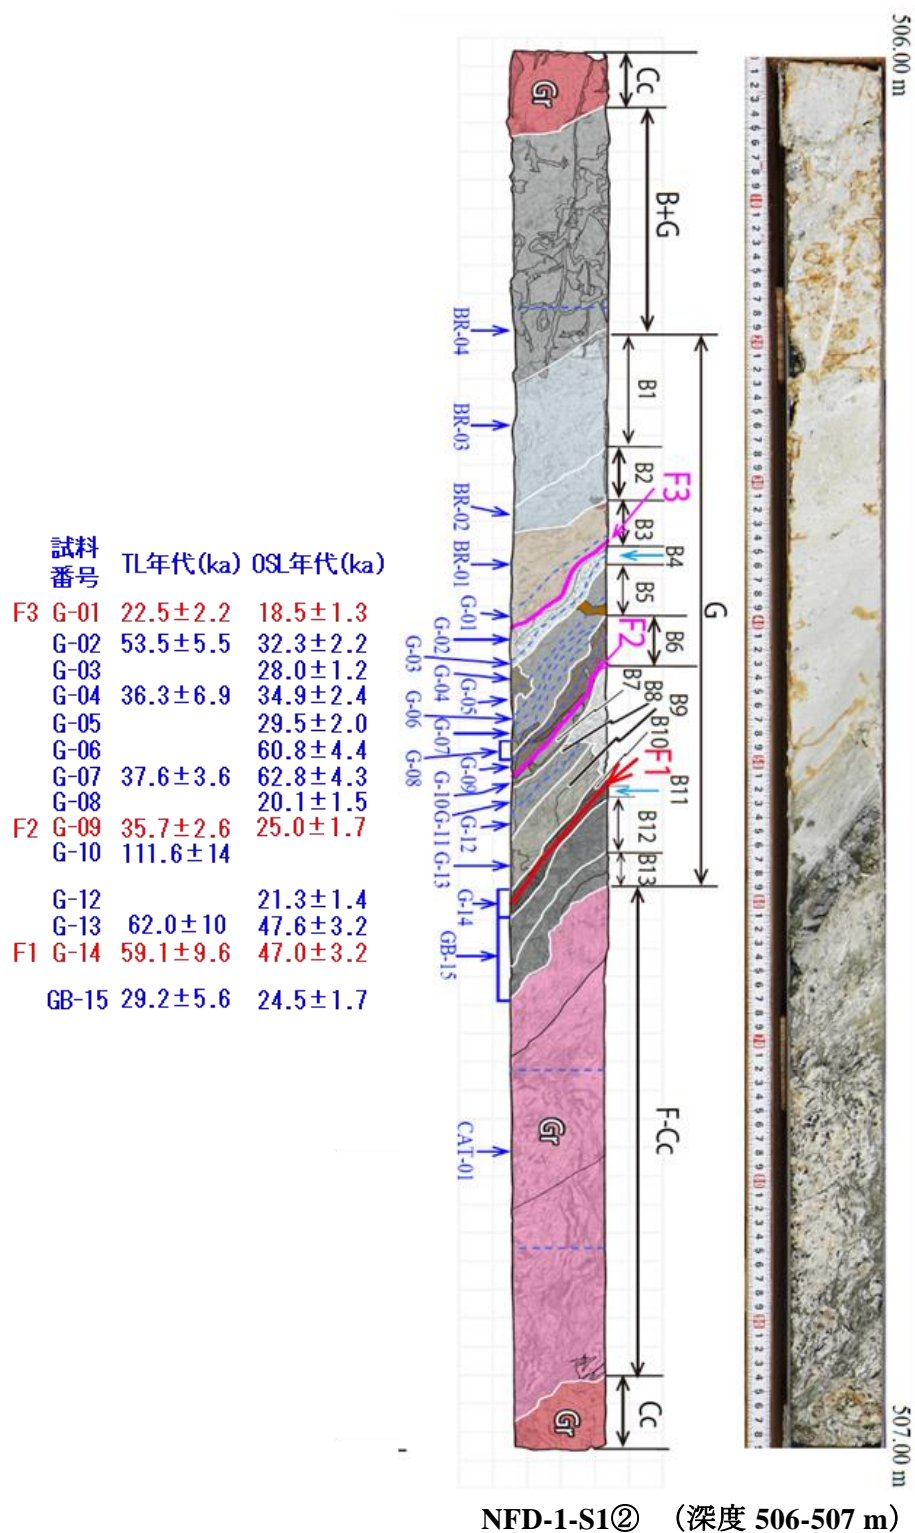 506.00 m
Cc
Gr
B+G
BR-04
G
B1
BR-03
B2
F3
BR-02
B3
B4
BR-01
B5
G-01
G-02
G-03
B6
F2
G-04
G-05
G-06
B7
B8
B9
B10
G-07
G-08
F1
B11
G-09
G-10
G-11
G-12
B12
G-13
B13
G-14
GB-15
F-Cc
Gr
CAT-01
Cc
Gr
507.00 m
試料番号 TL年代(ka) OSL年代(ka)
F3 G-01 22.5±2.2 18.5±1.3
G-02 53.5±5.5 32.3±2.2
G-03 28.0±1.2
G-04 36.3±6.9 34.9±2.4
G-05 29.5±2.0
G-06 60.8±4.4
G-07 37.6±3.6 62.8±4.3
G-08 20.1±1.5
F2 G-09 35.7±2.6 25.0±1.7
G-10 111.6±14
G-12 21.3±1.4
G-13 62.0±10 47.6±3.2
F1 G-14 59.1±9.6 47.0±3.2
GB-15 29.2±5.6 24.5±1.7
NFD-1-S1② （深度 506-507 m）